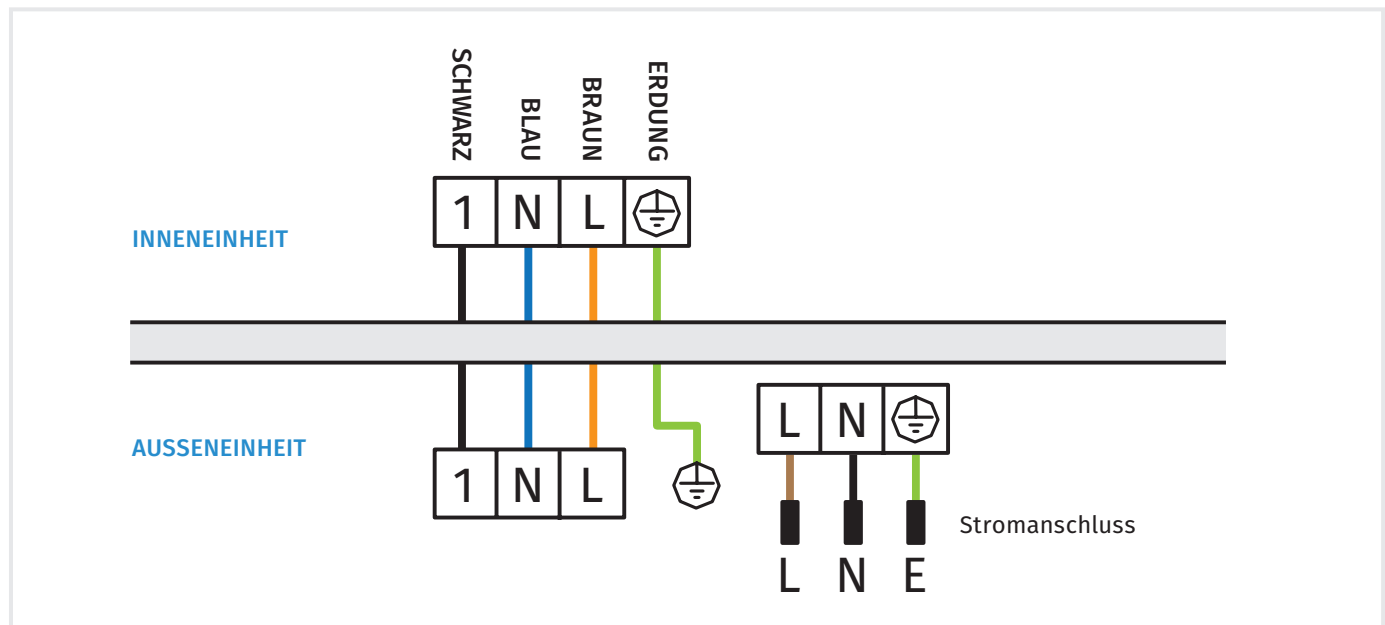 SCHWARZ
BLAU
BRAUN
ERDUNG
1 N L
INNENEINHEIT
AUSSENEINHEIT
1 N L
L N
Stromanschluss
L N E